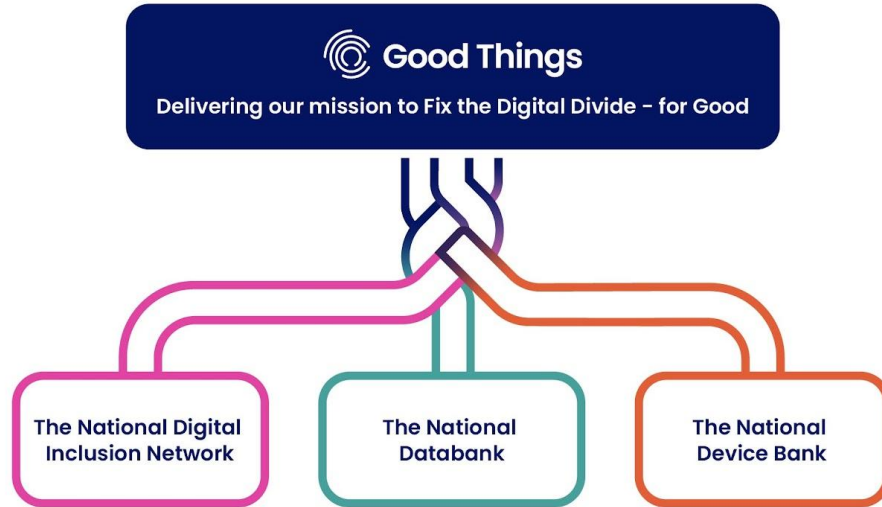 Good Things
Delivering our mission to Fix the Digital Divide – for Good
The National Digital
Inclusion Network
The National
Databank
The National
Device Bank